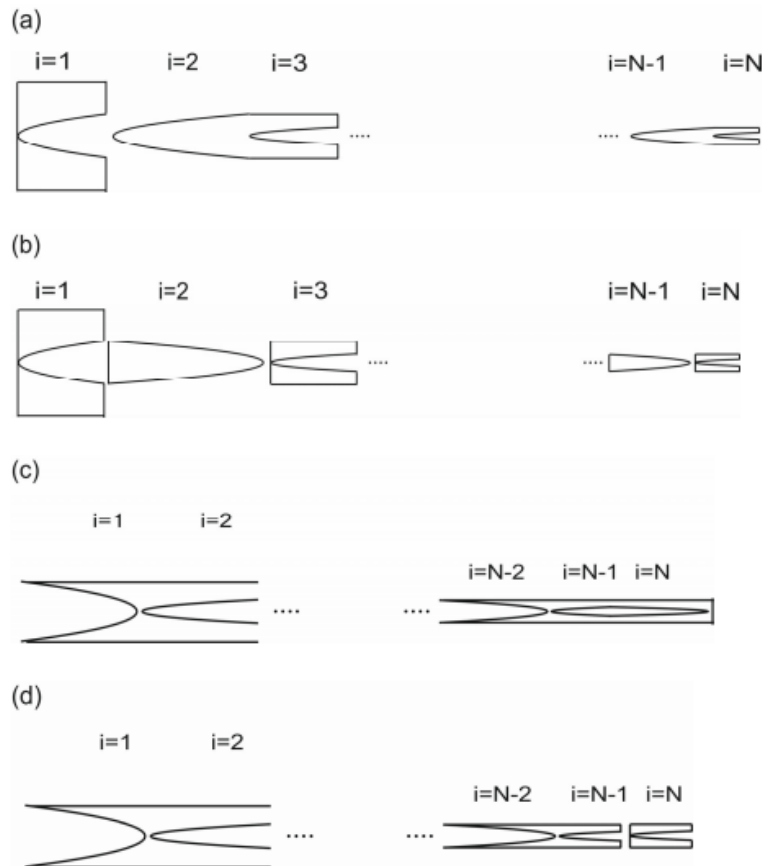 (a)
i=1 i=2 i=3 i=N-1 i=N
.... ....
(b)
i=1 i=2 i=3 i=N-1 i=N
.... ....
(c)
i=1 i=2
i=N-2 i=N-1 i=N
.... ....
(d)
i=1 i=2
i=N-2 i=N-1 i=N
.... ....